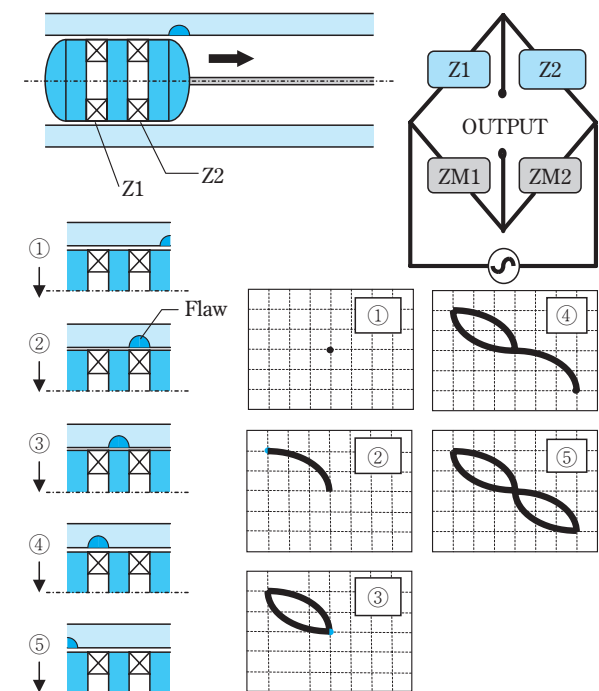 Z1
Z2
Z1
Z2
OUTPUT
ZM1
ZM2
①
②
Flaw
③
④
⑤
①
④
②
⑤
③